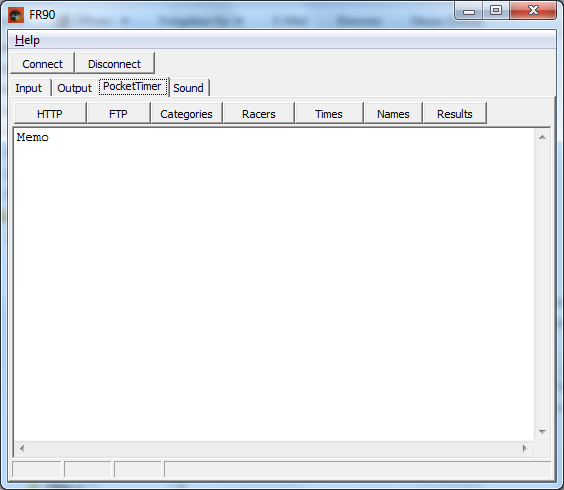 FR90
Help
Connect Disconnect
Input Output PocketTimer Sound
HTTP FTP Categories Racers Times Names Results
Memo